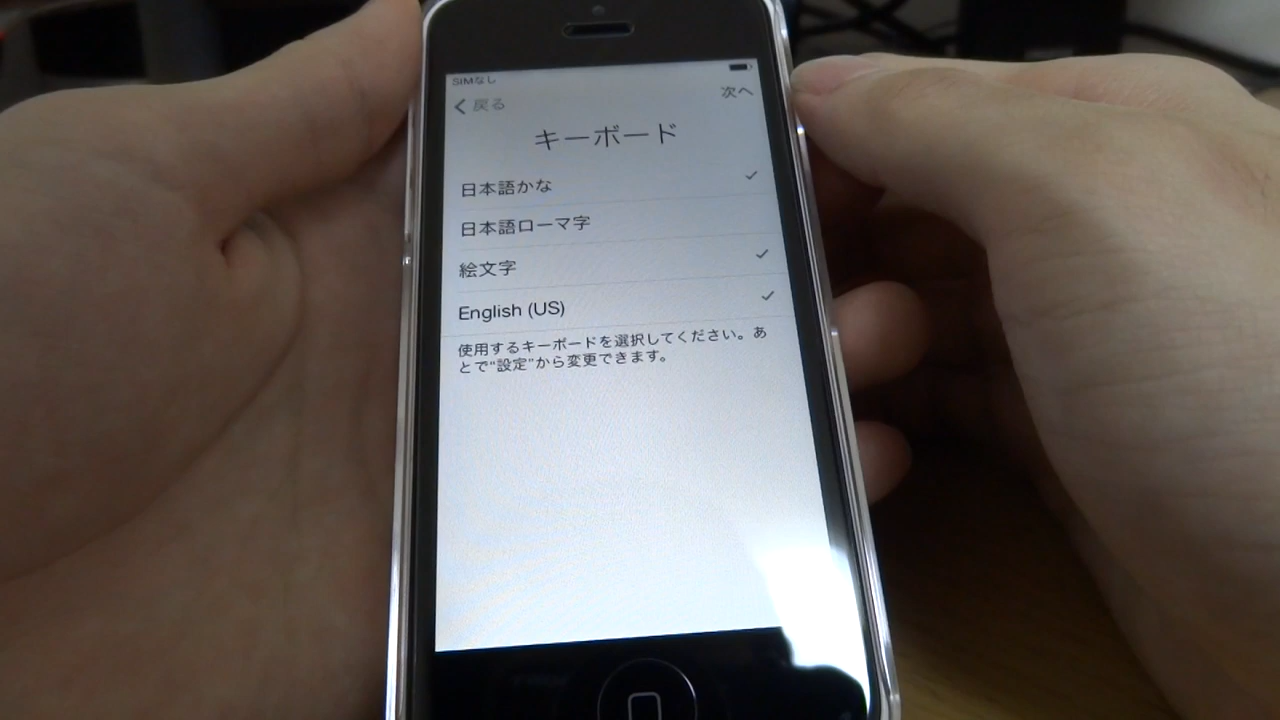 SIMなし
戻る
次へ
キーボード
日本語かな
日本語ローマ字
絵文字
English (US)
使用するキーボードを選択してください。あ
とで"設定"から変更できます。